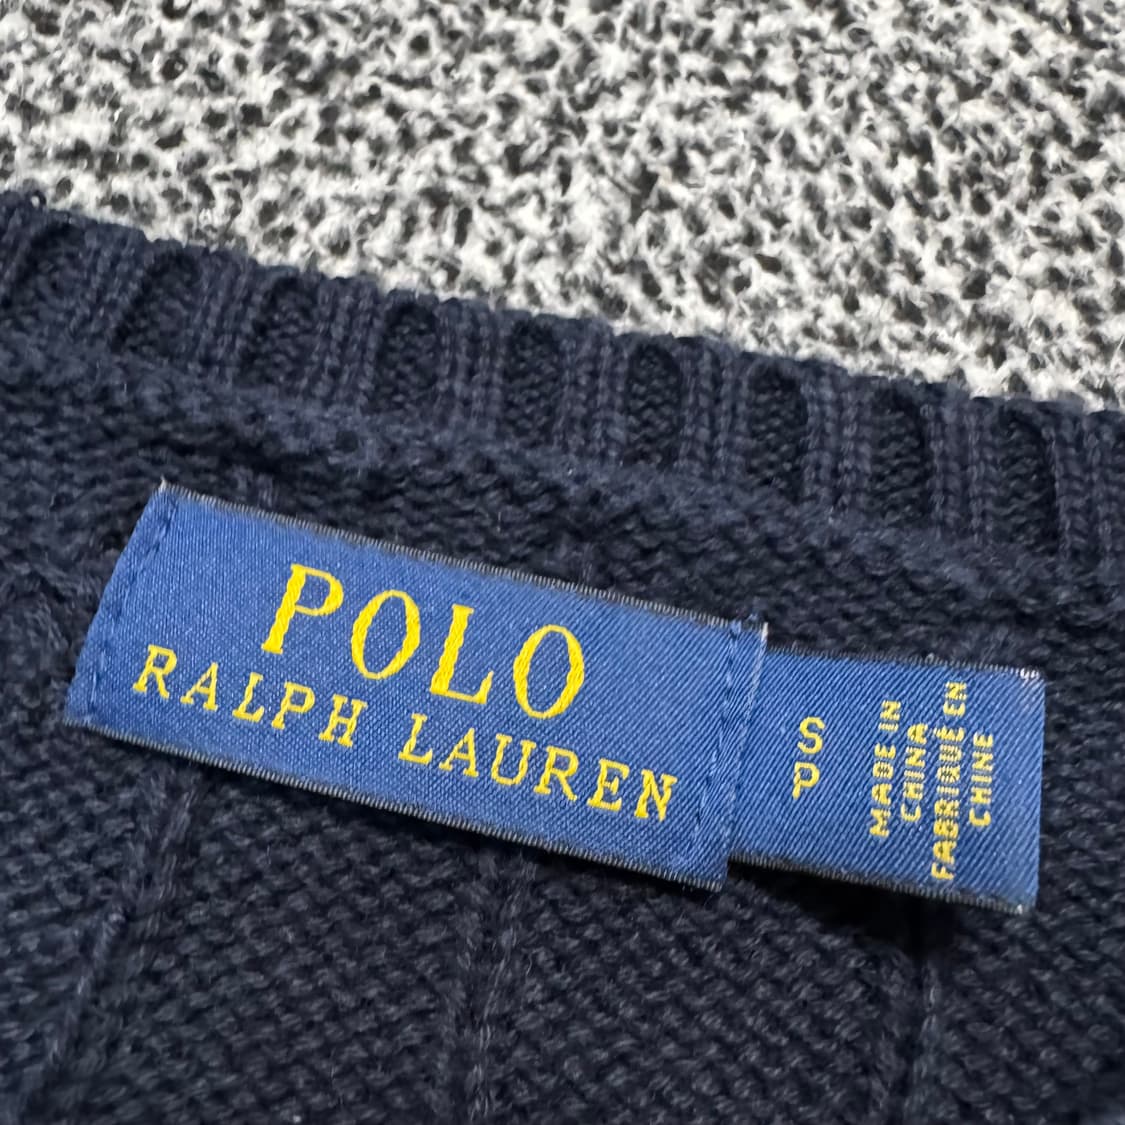 POLO
RALPH LAUREN
S
P
MADE IN
CHINA
FABRIQUÉ EN
CHINE